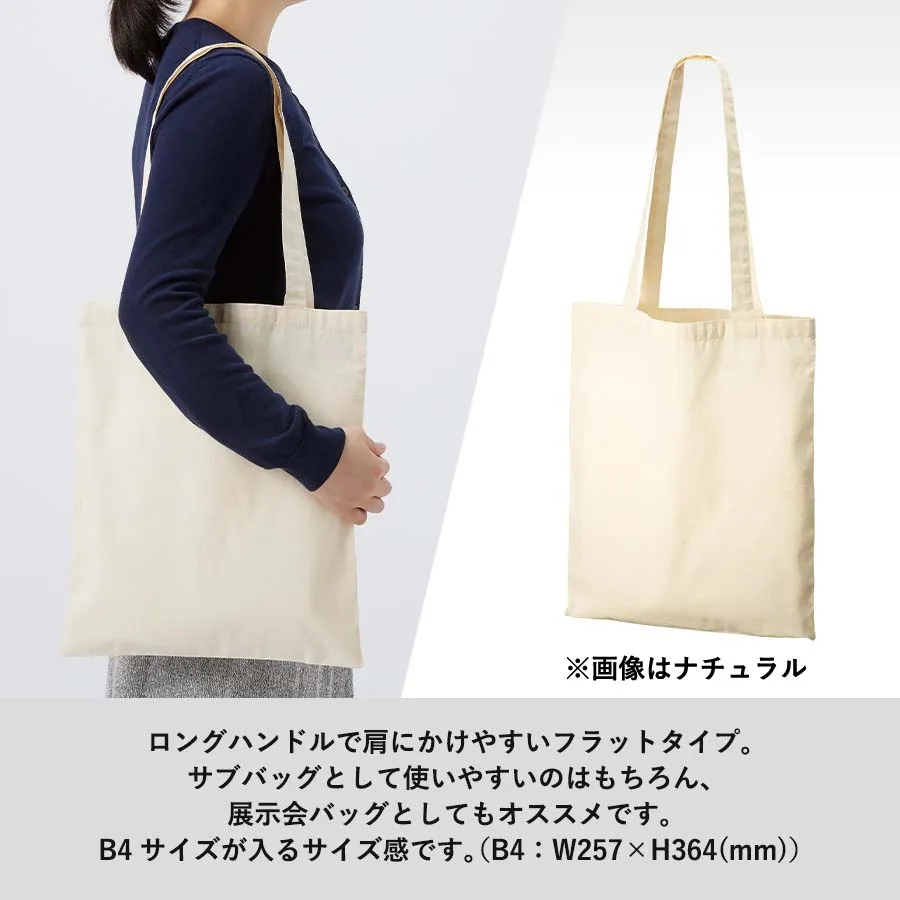 ※画像はナチュラル
ロングハンドルで肩にかけやすいフラットタイプ。
サブバッグとして使いやすいのはもちろん、
展示会バッグとしてもオススメです。
B4サイズが入るサイズ感です。（B4：W257×H364(mm)）